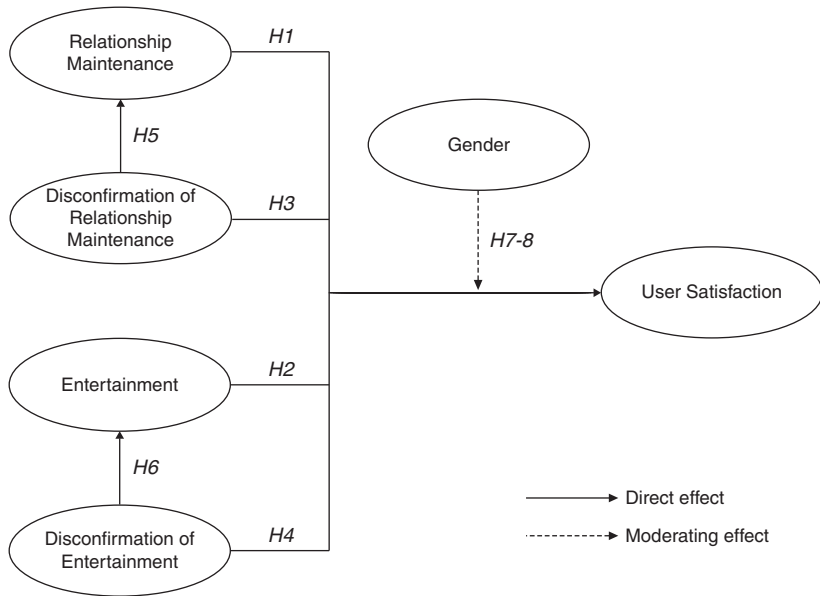 Relationship
Maintenance
H1
H5
Gender
Disconfirmation of
Relationship
Maintenance
H3
H7-8
User Satisfaction
Entertainment
H2
H6
Disconfirmation of
Entertainment
H4
Direct effect
Moderating effect